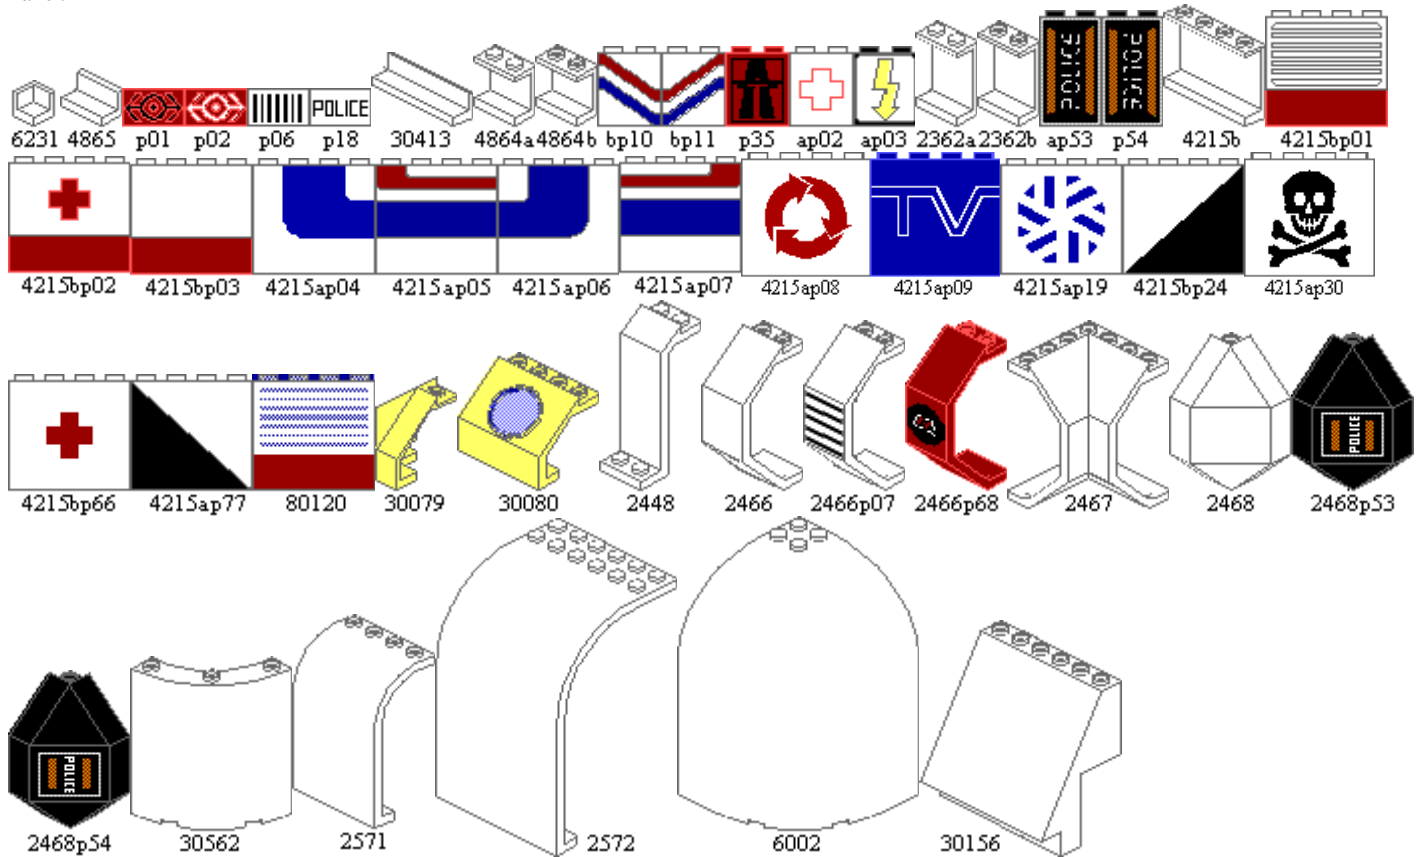 POLICE
6231 4865 p01 p02 p06 p18 30413 4864a 4864b bp10 bp11 p35 ap02 ap03 2362a 2362b ap53 p54 4215b 4215bp01
POLICE POLICE
TV
4215bp02 4215bp03 4215ap04 4215ap05 4215ap06 4215ap07 4215ap08 4215ap09 4215ap19 4215bp24 4215ap30
POLICE
4215bp66 4215ap77 80120 30079 30080 2448 2466 2466p07 2466p68 2467 2468 2468p53
POLICE
2468p54 30562 2571 2572 6002 30156